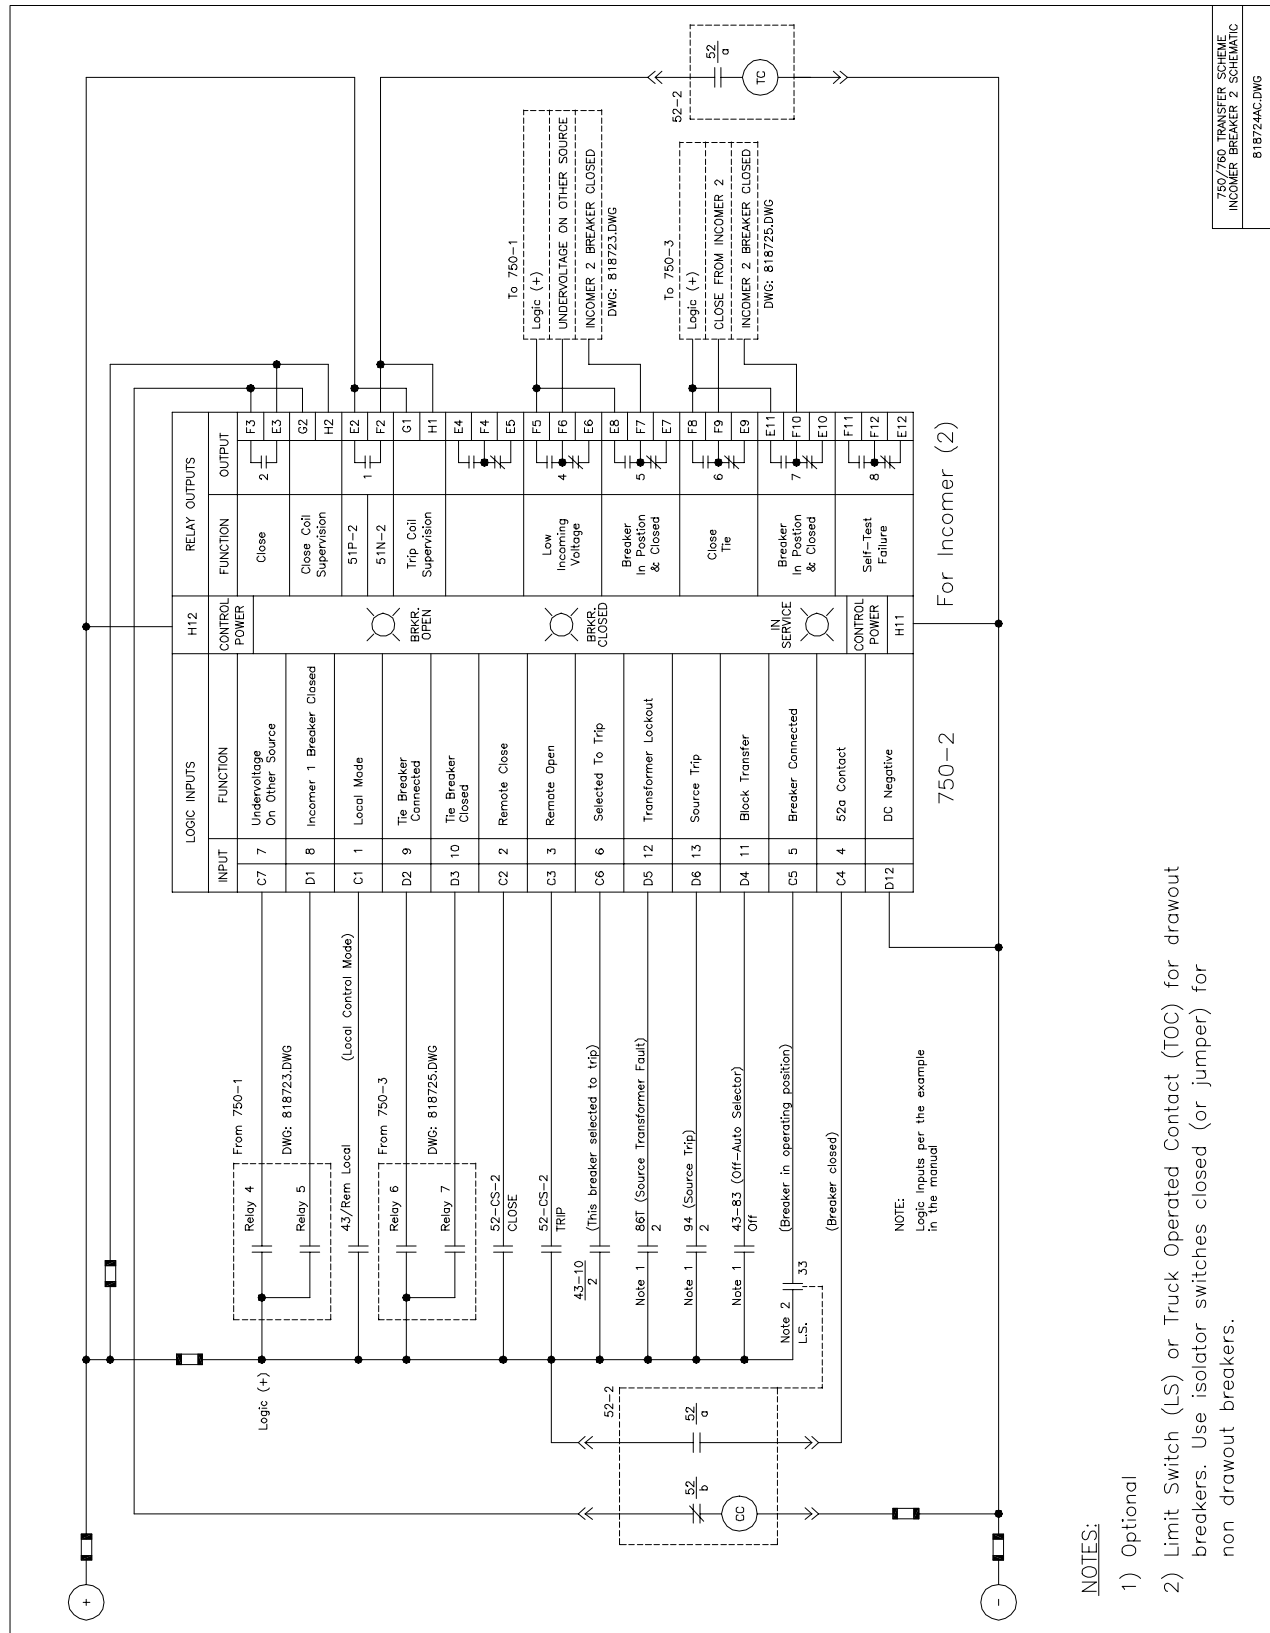 750/760 TRANSFER SCHEME
INCOMER BREAKER 2 SCHEMATIC
818724AC.DWG
+
Logic (+)
From 750-1
Relay 4
Relay 5
DWG: 818723.DWG
43/Rem Local
(Local Control Mode)
From 750-3
Relay 6
Relay 7
DWG: 818725.DWG
52-CS-2
CLOSE
52-CS-2
TRIP
43-10
2
(This breaker selected to trip)
Note 1
86T (Source Transformer Fault)
2
Note 1
94 (Source Trip)
2
Note 1
43-83 (Off-Auto Selector)
Off
Note 2
L.S.
33
(Breaker in operating position)
(Breaker closed)
52-2
52
a
52
b
CC
NOTE:
Logic Inputs per the example
in the manual
LOGIC INPUTS
INPUT
FUNCTION
C7 7
Undervoltage
On Other Source
D1 8
Incomer 1 Breaker Closed
C1 1
Local Mode
D2 9
Tie Breaker
Connected
D3 10
Tie Breaker
Closed
C2 2
Remote Close
C3 3
Remote Open
C6 6
Selected To Trip
D5 12
Transformer Lockout
D6 13
Source Trip
D4 11
Block Transfer
C5 5
Breaker Connected
C4 4
52a Contact
D12
DC Negative
H12
CONTROL
POWER
BRKR.
OPEN
BRKR.
CLOSED
IN
SERVICE
CONTROL
POWER
H11
RELAY OUTPUTS
FUNCTION
OUTPUT
Close
2
F3
E3
Close Coil
Supervision
G2
H2
51P-2
51N-2
1
E2
F2
Trip Coil
Supervision
G1
H1
E4
F4
E5
Low
Incoming
Voltage
4
F5
F6
E6
Breaker
In Postion
& Closed
5
E8
F7
E7
Close
Tie
6
F8
F9
E9
Breaker
In Postion
& Closed
7
E11
F10
E10
Self-Test
Failure
8
F11
F12
E12
To 750-1
Logic (+)
UNDERVOLTAGE ON OTHER SOURCE
INCOMER 2 BREAKER CLOSED
DWG: 818723.DWG
To 750-3
Logic (+)
CLOSE FROM INCOMER 2
INCOMER 2 BREAKER CLOSED
DWG: 818725.DWG
52-2
52
a
TC
750-2
For Incomer (2)
-
NOTES:
1) Optional
2) Limit Switch (LS) or Truck Operated Contact (TOC) for drawout
breakers. Use isolator switches closed (or jumper) for
non drawout breakers.